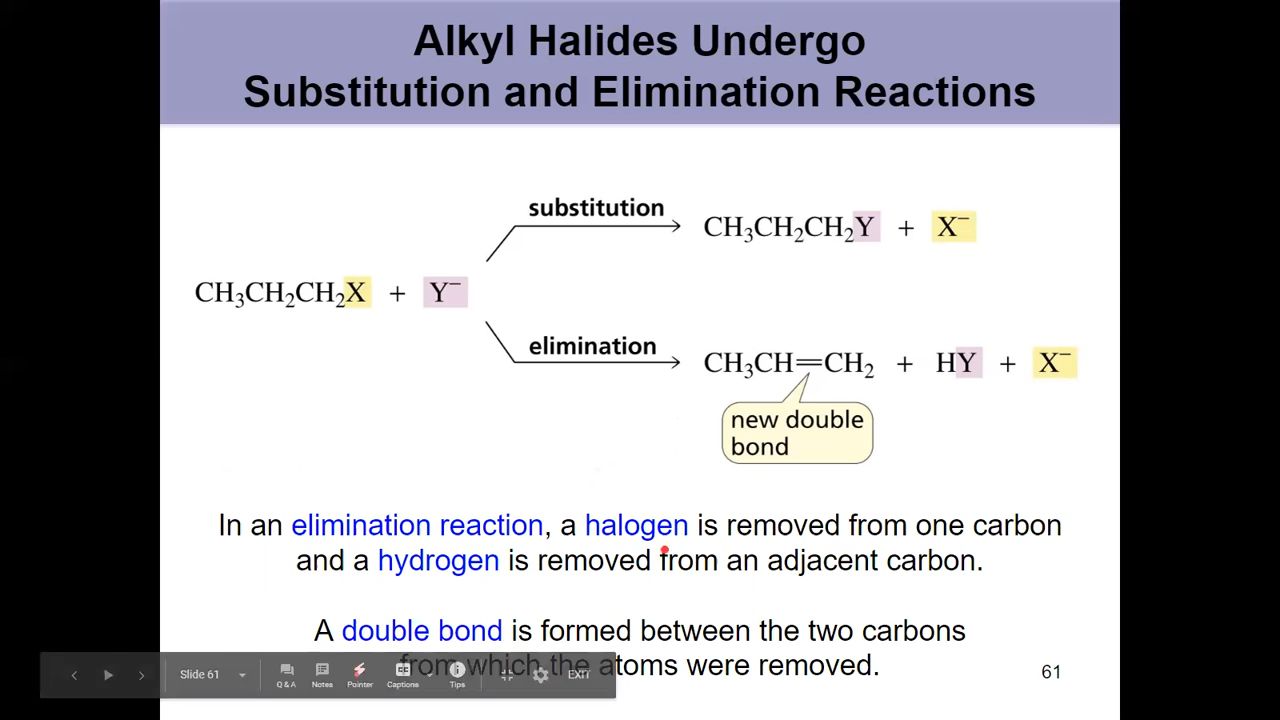 Alkyl Halides Undergo
Substitution and Elimination Reactions
substitution
CH₃CH₂CH₂Y + X⁻
CH₃CH₂CH₂X + Y⁻
elimination
CH₃CH=CH₂ + HY + X⁻
new double
bond
In an elimination reaction, a halogen is removed from one carbon
and a hydrogen is removed from an adjacent carbon.
A double bond is formed between the two carbons
from which the atoms were removed.
61
Slide 61
Q & A
Notes
Pointer
CC
Captions
Tips
EXIT